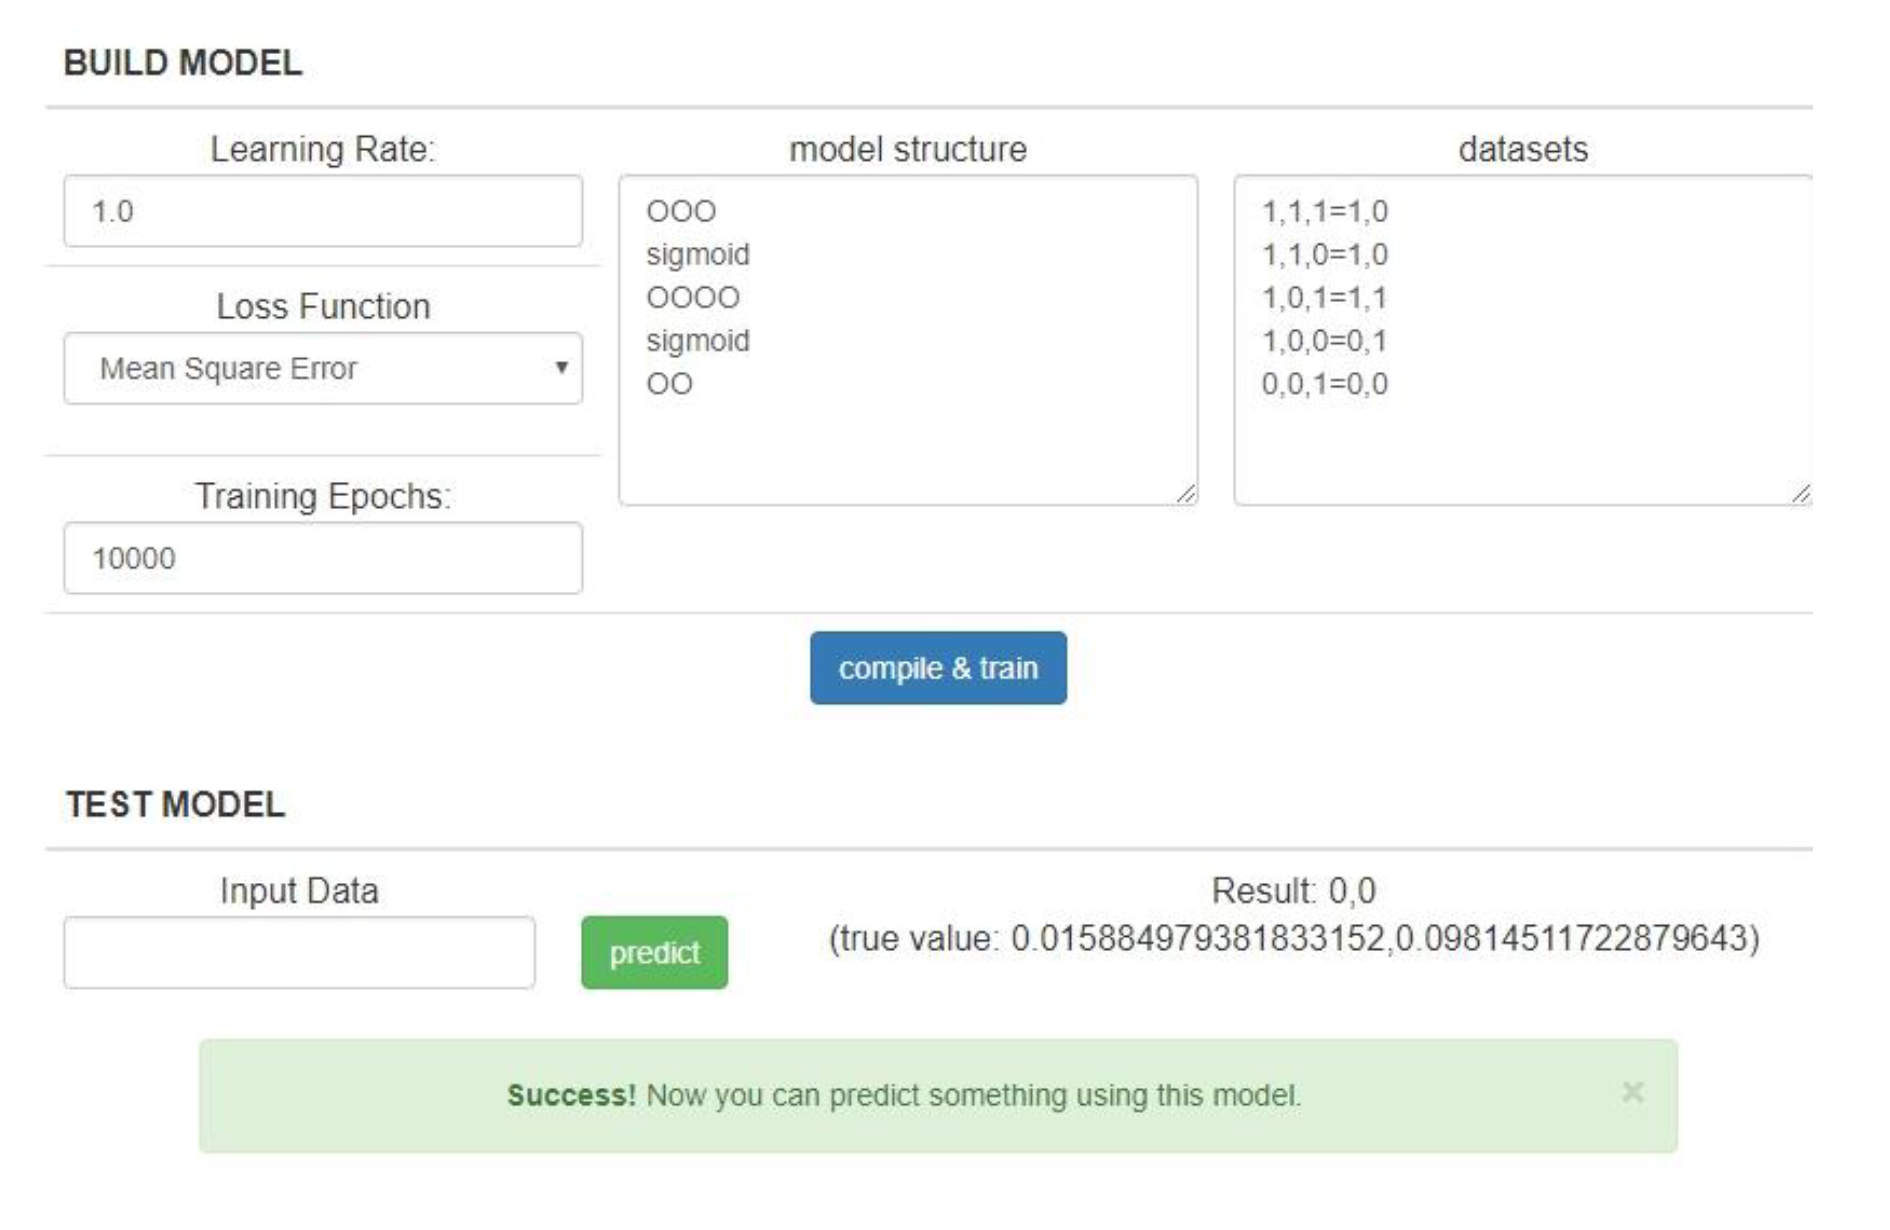 BUILD MODEL
Learning Rate:
1.0
Loss Function
Mean Square Error
Training Epochs:
10000
model structure
OOO
sigmoid
OOOO
sigmoid
OO
datasets
1,1,1=1,0
1,1,0=1,0
1,0,1=1,1
1,0,0=0,1
0,0,1=0,0
compile & train
TEST MODEL
Input Data
predict
Result: 0,0
(true value: 0.015884979381833152,0.09814511722879643)
Success! Now you can predict something using this model.
×